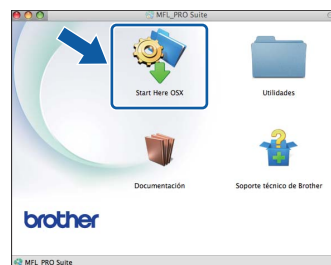 MFL_PRO Suite
Start Here OSX
Utilidades
Documentación
Soporte técnico de Brother
brother
MFL_PRO Suite